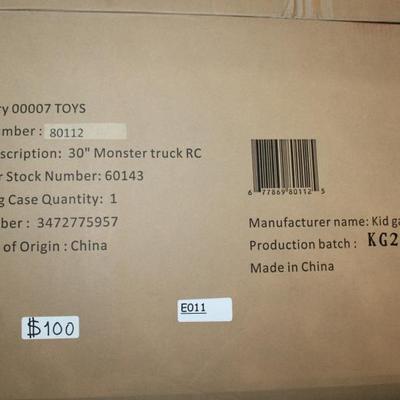 ry 00007 TOYS
umber : 80112
scription: 30" Monster truck RC
r Stock Number: 60143
g Case Quantity: 1
ber : 3472775957
of Origin : China
6 77869 80112 5
Manufacturer name: Kid ga
Production batch : KG2
Made in China
E011
$100